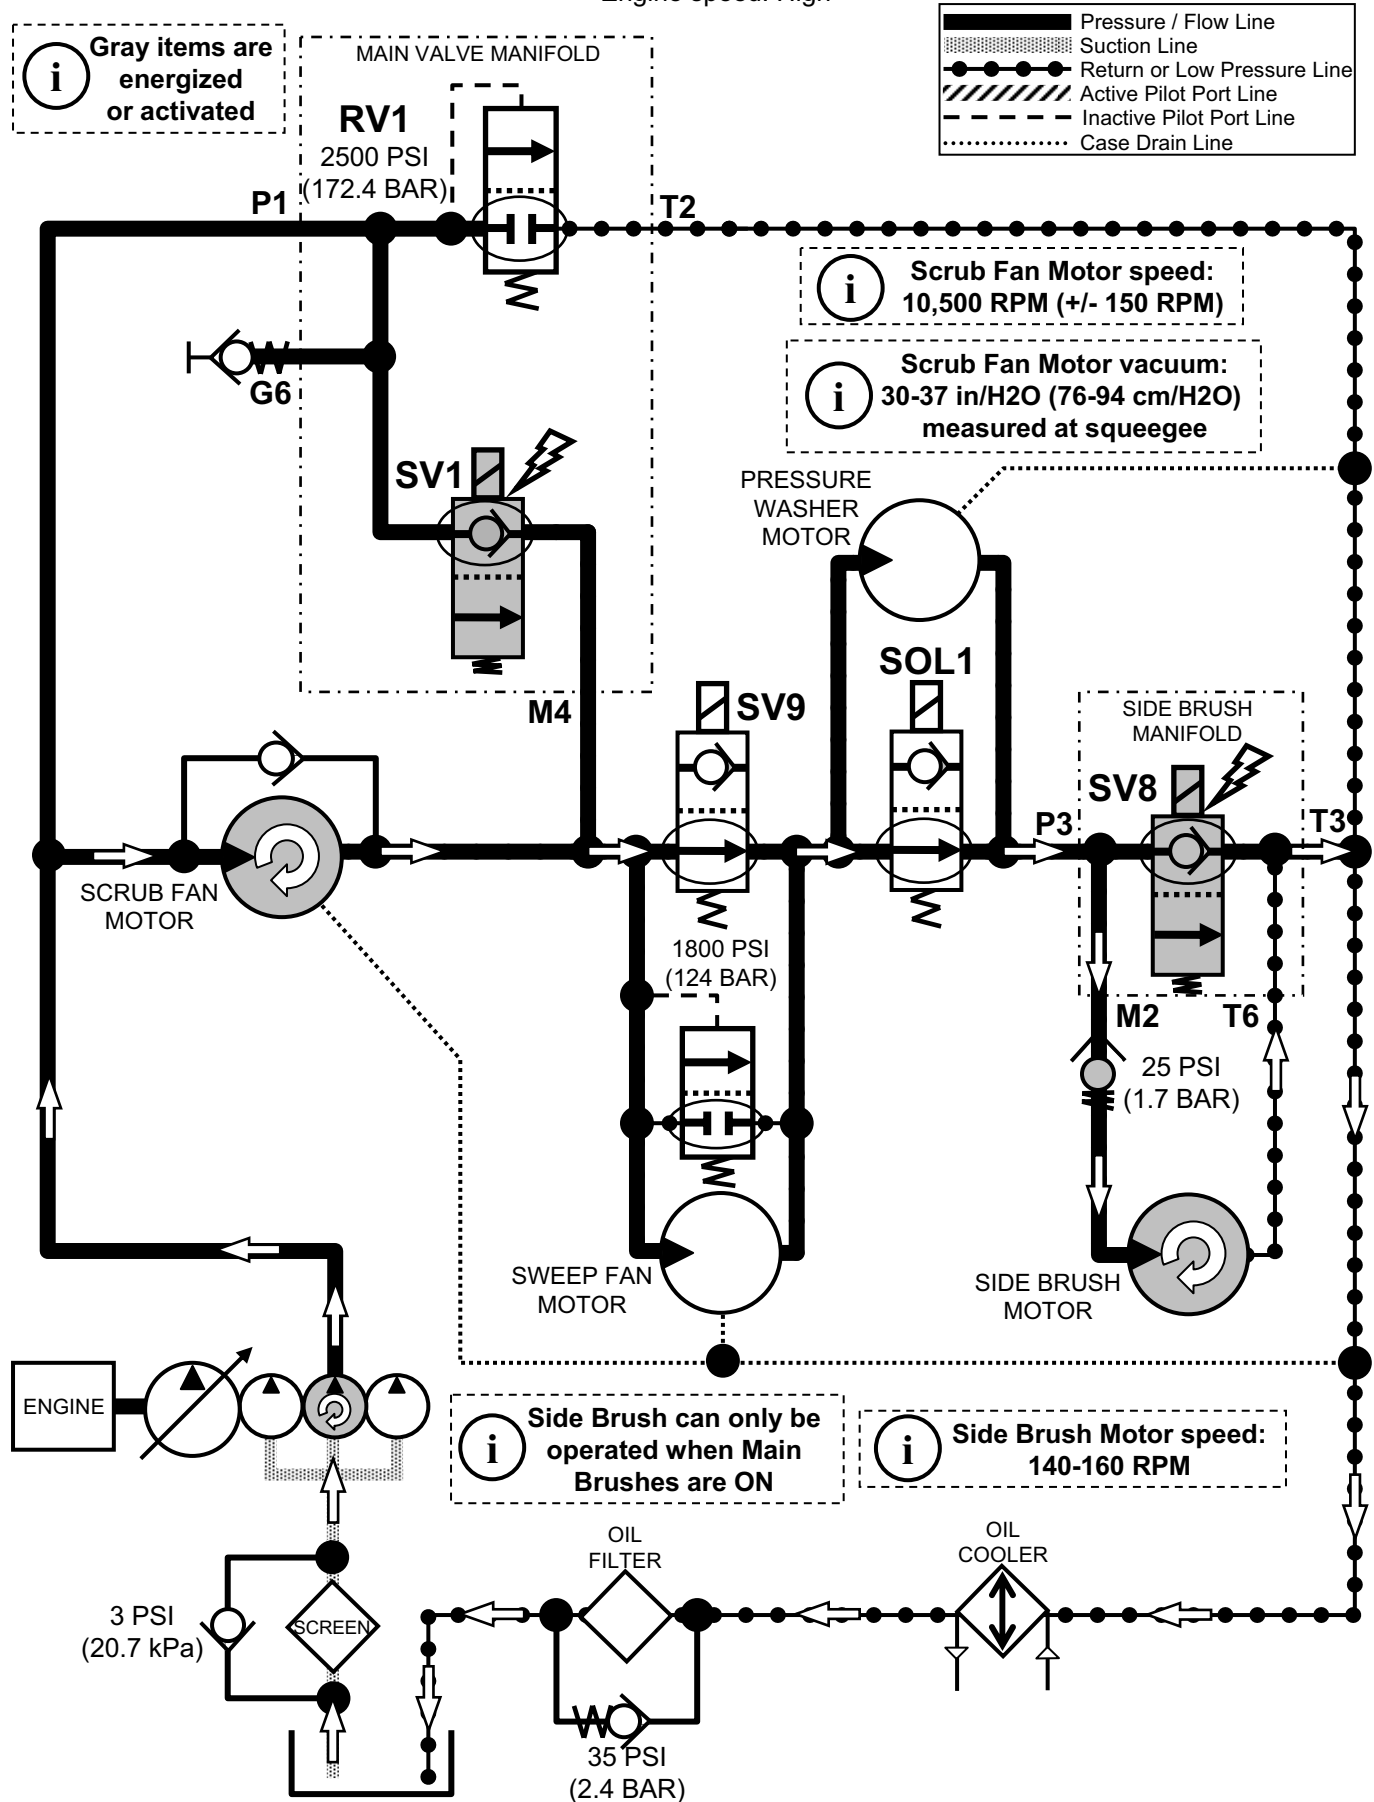 Engine speed: High
Gray items are
energized
or activated
MAIN VALVE MANIFOLD
Pressure / Flow Line
Suction Line
Return or Low Pressure Line
Active Pilot Port Line
Inactive Pilot Port Line
Case Drain Line
RV1
2500 PSI
(172.4 BAR)
P1
T2
Scrub Fan Motor speed:
10,500 RPM (+/- 150 RPM)
Scrub Fan Motor vacuum:
30-37 in/H2O (76-94 cm/H2O)
measured at squeegee
G6
SV1
PRESSURE
WASHER
MOTOR
M4
SV9
SOL1
SIDE BRUSH
MANIFOLD
SV8
P3
T3
SCRUB FAN
MOTOR
1800 PSI
(124 BAR)
M2
T6
25 PSI
(1.7 BAR)
SWEEP FAN
MOTOR
SIDE BRUSH
MOTOR
ENGINE
Side Brush can only be
operated when Main
Brushes are ON
Side Brush Motor speed:
140-160 RPM
OIL
FILTER
OIL
COOLER
3 PSI
(20.7 kPa)
SCREEN
35 PSI
(2.4 BAR)